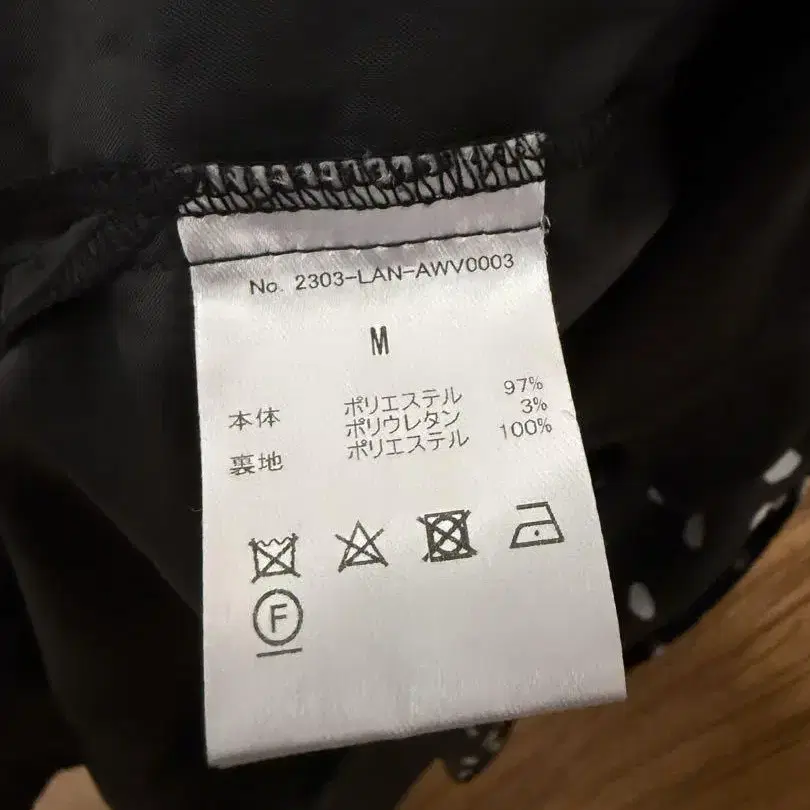 No. 2303-LAN-AWV0003
M
本体 ポリエステル 97%
ポリウレタン 3%
裏地 ポリエステル 100%
F